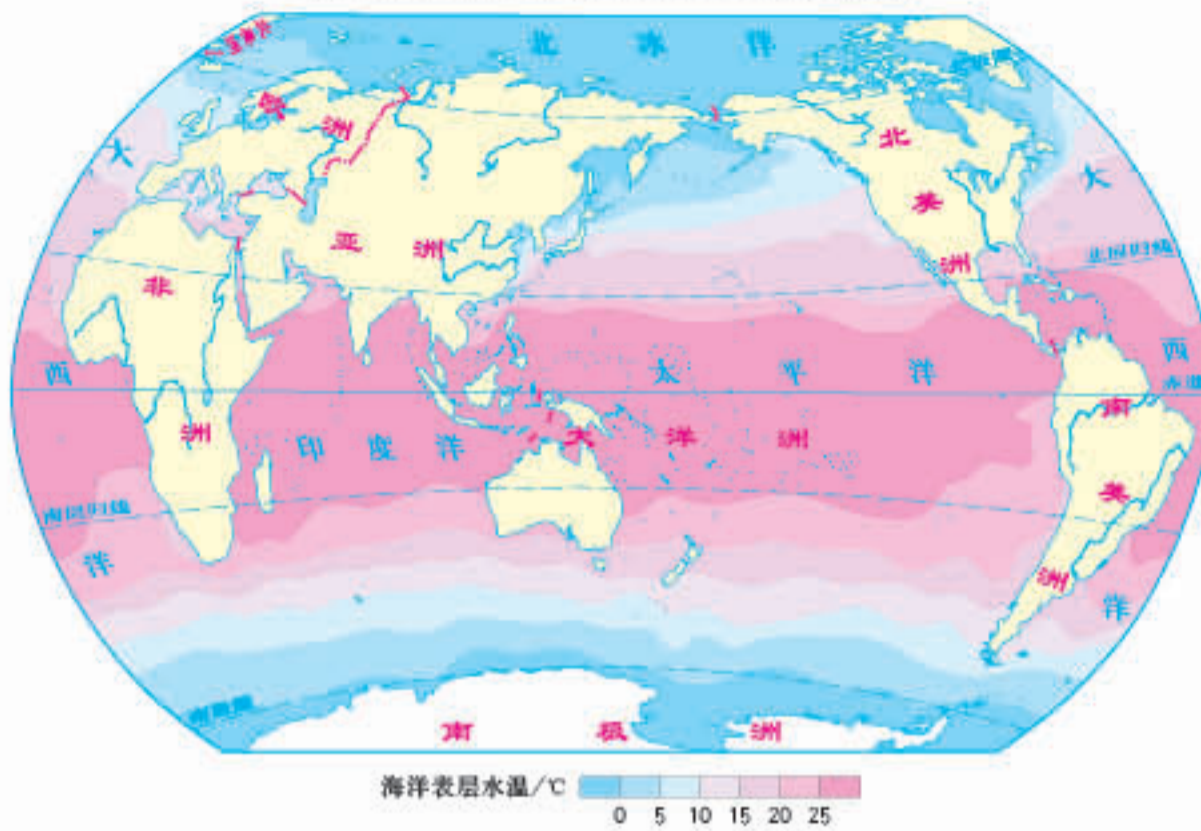 北冰洋
北极圈
欧洲
大
北
美
洲
大
亚洲
北回归线
非
洲
西
太平洋
西
赤道
印度洋
大洋洲
南
美
洲
南回归线
洋
洋
南极圈
南极洲
海洋表层水温/℃
0 5 10 15 20 25